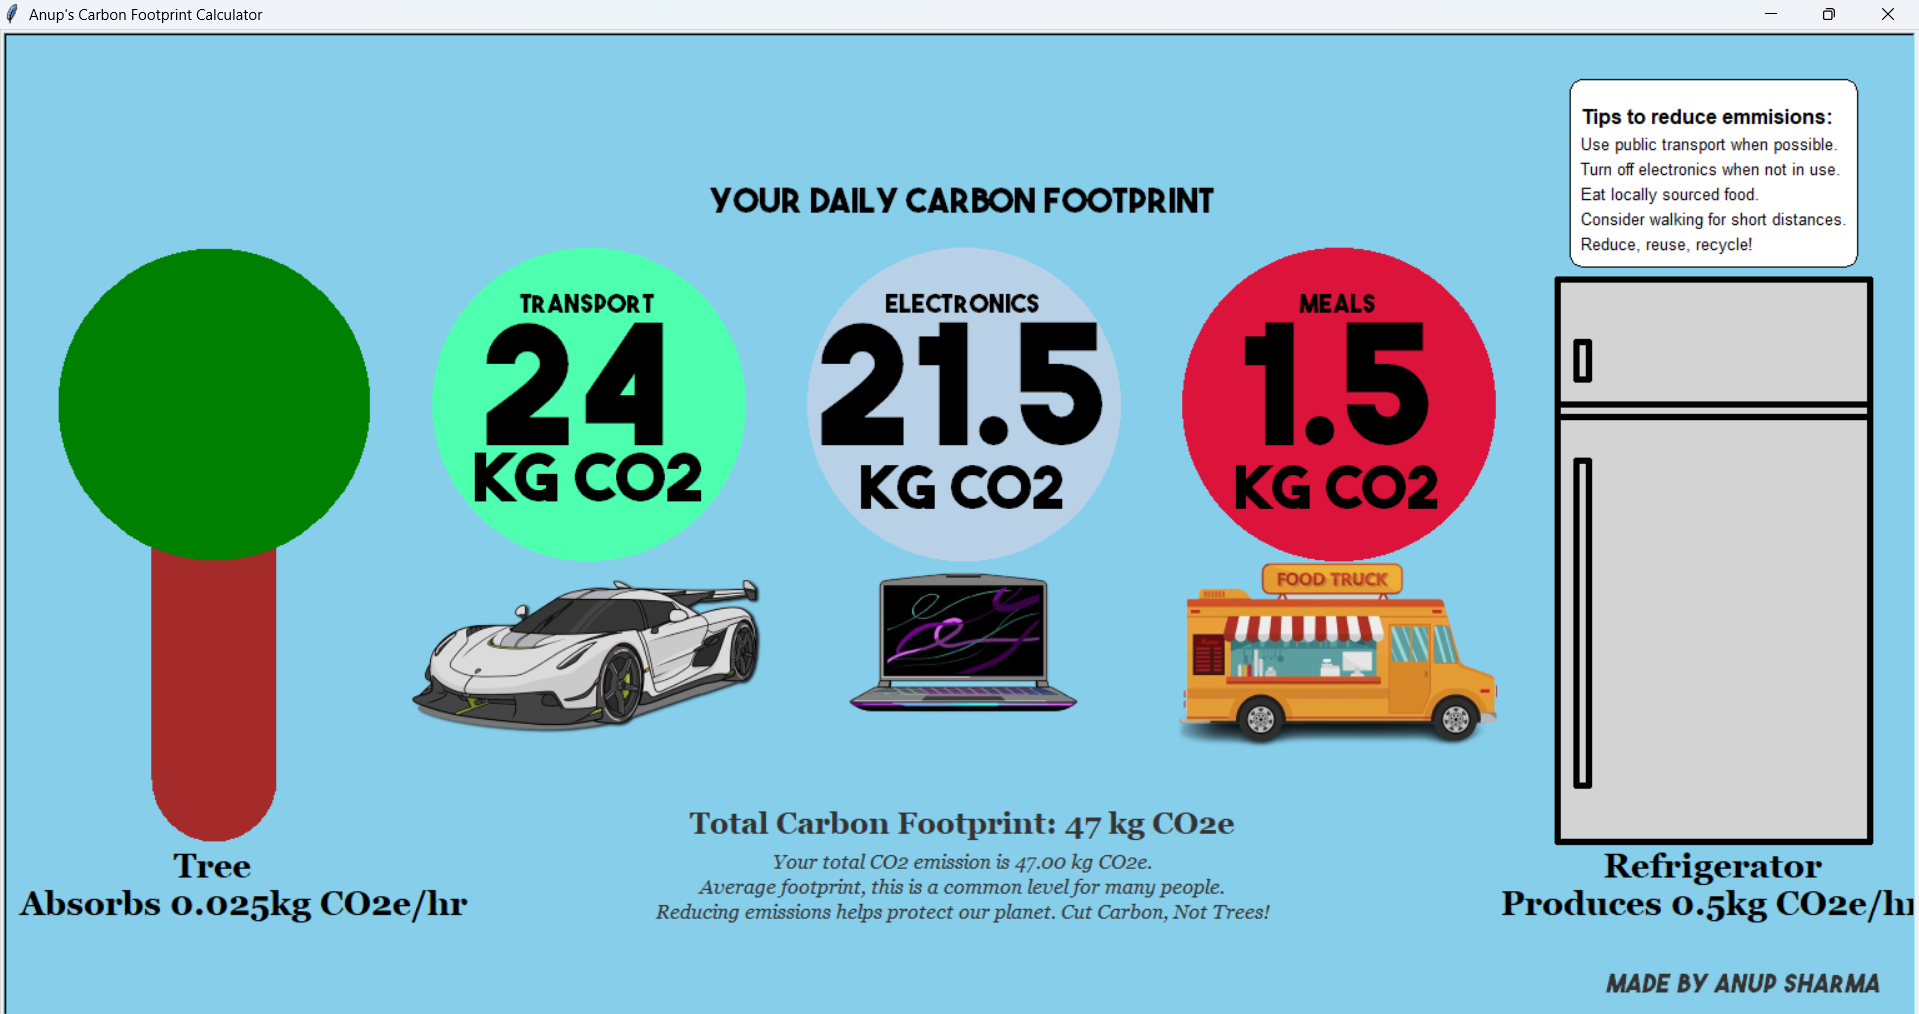 Anup's Carbon Footprint Calculator
Tips to reduce emmisions:
Use public transport when possible.
Turn off electronics when not in use.
Eat locally sourced food.
Consider walking for short distances.
Reduce, reuse, recycle!
YOUR DAILY CARBON FOOTPRINT
TRANSPORT
24
KG CO2
ELECTRONICS
21.5
KG CO2
MEALS
1.5
KG CO2
FOOD TRUCK
Total Carbon Footprint: 47 kg CO2e
Your total CO2 emission is 47.00 kg CO2e.
Average footprint, this is a common level for many people.
Reducing emissions helps protect our planet. Cut Carbon, Not Trees!
Tree
Absorbs 0.025kg CO2e/hr
Refrigerator
Produces 0.5kg CO2e/hr
MADE BY ANUP SHARMA